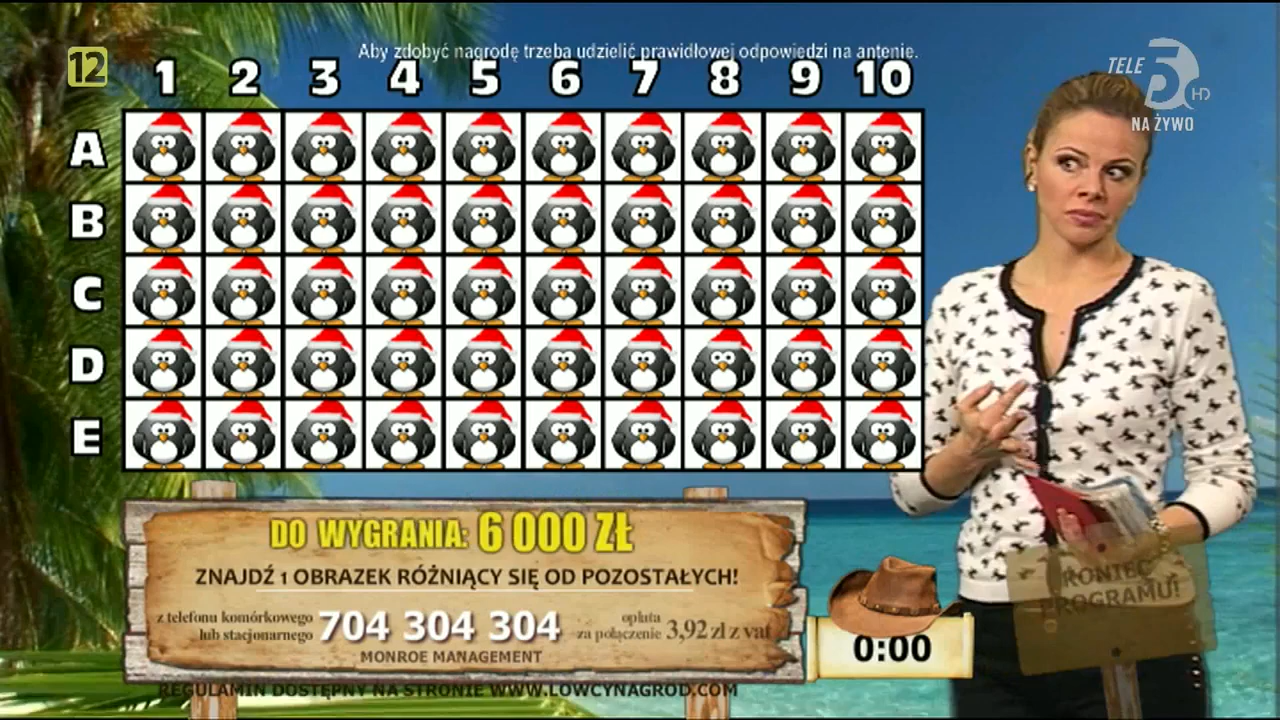 Aby zdobyć nagrodę trzeba udzielić prawidłowej odpowiedzi na antenie.
12
TELE 5 HD
NA ŻYWO
1 2 3 4 5 6 7 8 9 10
A
B
C
D
E
DO WYGRANIA: 6 000 ZŁ
ZNAJDŹ 1 OBRAZEK RÓŻNIĄCY SIĘ OD POZOSTAŁYCH!
z telefonu komórkowego
lub stacjonarnego
704 304 304
opłata
za połączenie 3,92 zł z vat
MONROE MANAGEMENT
0:00
KONIEC
PROGRAMU!
REGULAMIN DOSTĘPNY NA STRONIE WWW.LOWCYNAGROD.COM